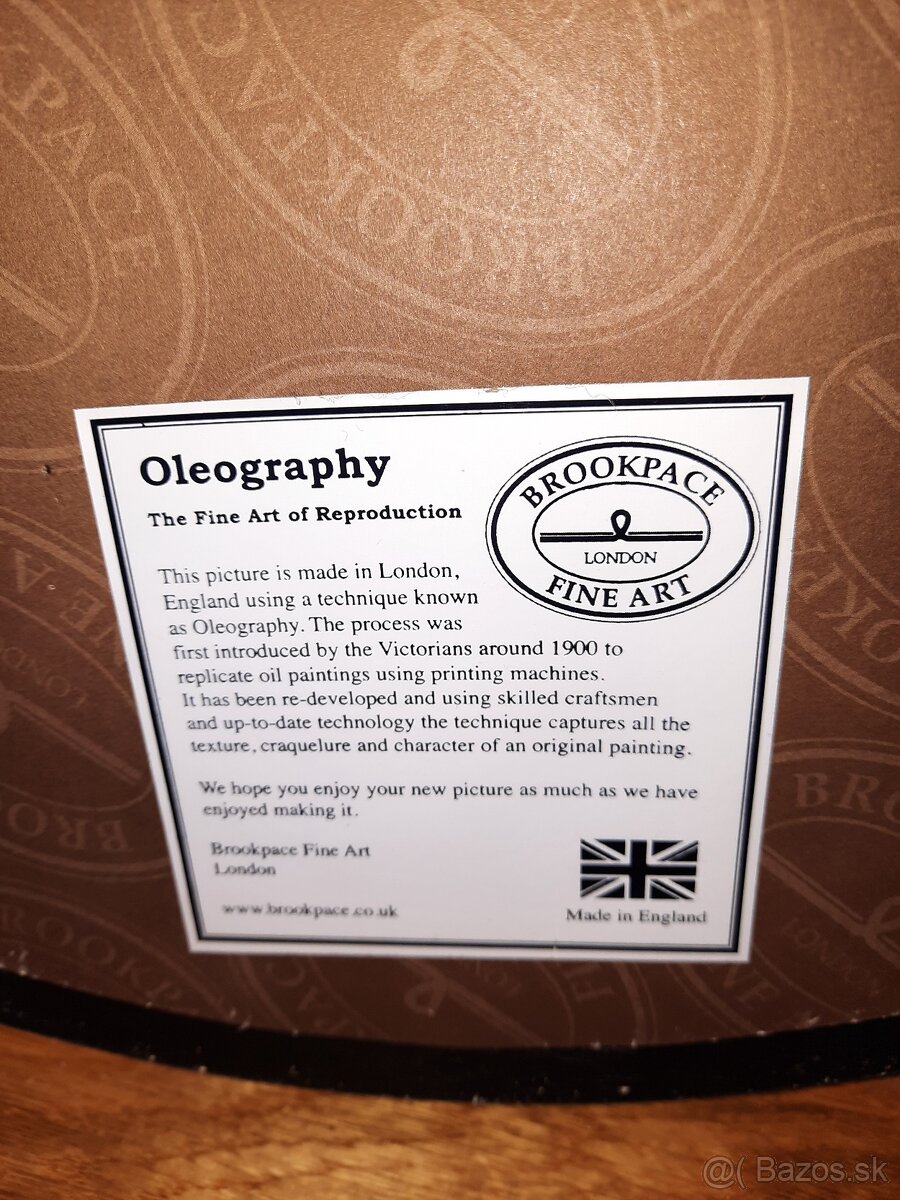 Oleography
The Fine Art of Reproduction
BROOKPACE
LONDON
FINE ART
This picture is made in London,
England using a technique known
as Oleography. The process was
first introduced by the Victorians around 1900 to
replicate oil paintings using printing machines.
It has been re-developed and using skilled craftsmen
and up-to-date technology the technique captures all the
texture, craquelure and character of an original painting.
We hope you enjoy your new picture as much as we have
enjoyed making it.
Brookpace Fine Art
London
www.brookpace.co.uk
Made in England
@( Bazos.sk